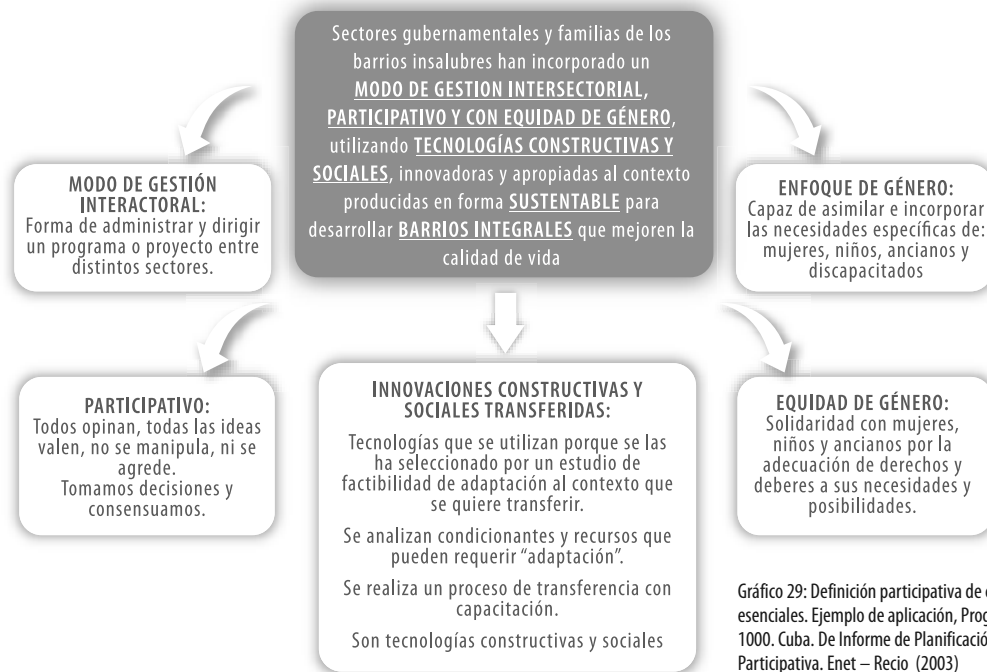 Sectores gubernamentales y familias de los
barrios insalubres han incorporado un
MODO DE GESTION INTERSECTORIAL,
PARTICIPATIVO Y CON EQUIDAD DE GÉNERO,
utilizando TECNOLOGÍAS CONSTRUCTIVAS Y
SOCIALES, innovadoras y apropiadas al contexto
producidas en forma SUSTENTABLE para
desarrollar BARRIOS INTEGRALES que mejoren la
calidad de vida
MODO DE GESTIÓN
INTERACTORAL:
Forma de administrar y dirigir
un programa o proyecto entre
distintos sectores.
ENFOQUE DE GÉNERO:
Capaz de asimilar e incorporar
las necesidades específicas de:
mujeres, niños, ancianos y
discapacitados
PARTICIPATIVO:
Todos opinan, todas las ideas
valen, no se manipula, ni se
agrede.
Tomamos decisiones y
consensuamos.
INNOVACIONES CONSTRUCTIVAS Y
SOCIALES TRANSFERIDAS:
Tecnologías que se utilizan porque se las
ha seleccionado por un estudio de
factibilidad de adaptación al contexto que
se quiere transferir.
Se analizan condicionantes y recursos que
pueden requerir “adaptación”.
Se realiza un proceso de transferencia con
capacitación.
Son tecnologías constructivas y sociales
EQUIDAD DE GÉNERO:
Solidaridad con mujeres,
niños y ancianos por la
adecuación de derechos y
deberes a sus necesidades y
posibilidades.
Gráfico 29: Definición participativa de
esenciales. Ejemplo de aplicación,
1000. Cuba. De Informe de
Participativa. Enet – Recio (2003)